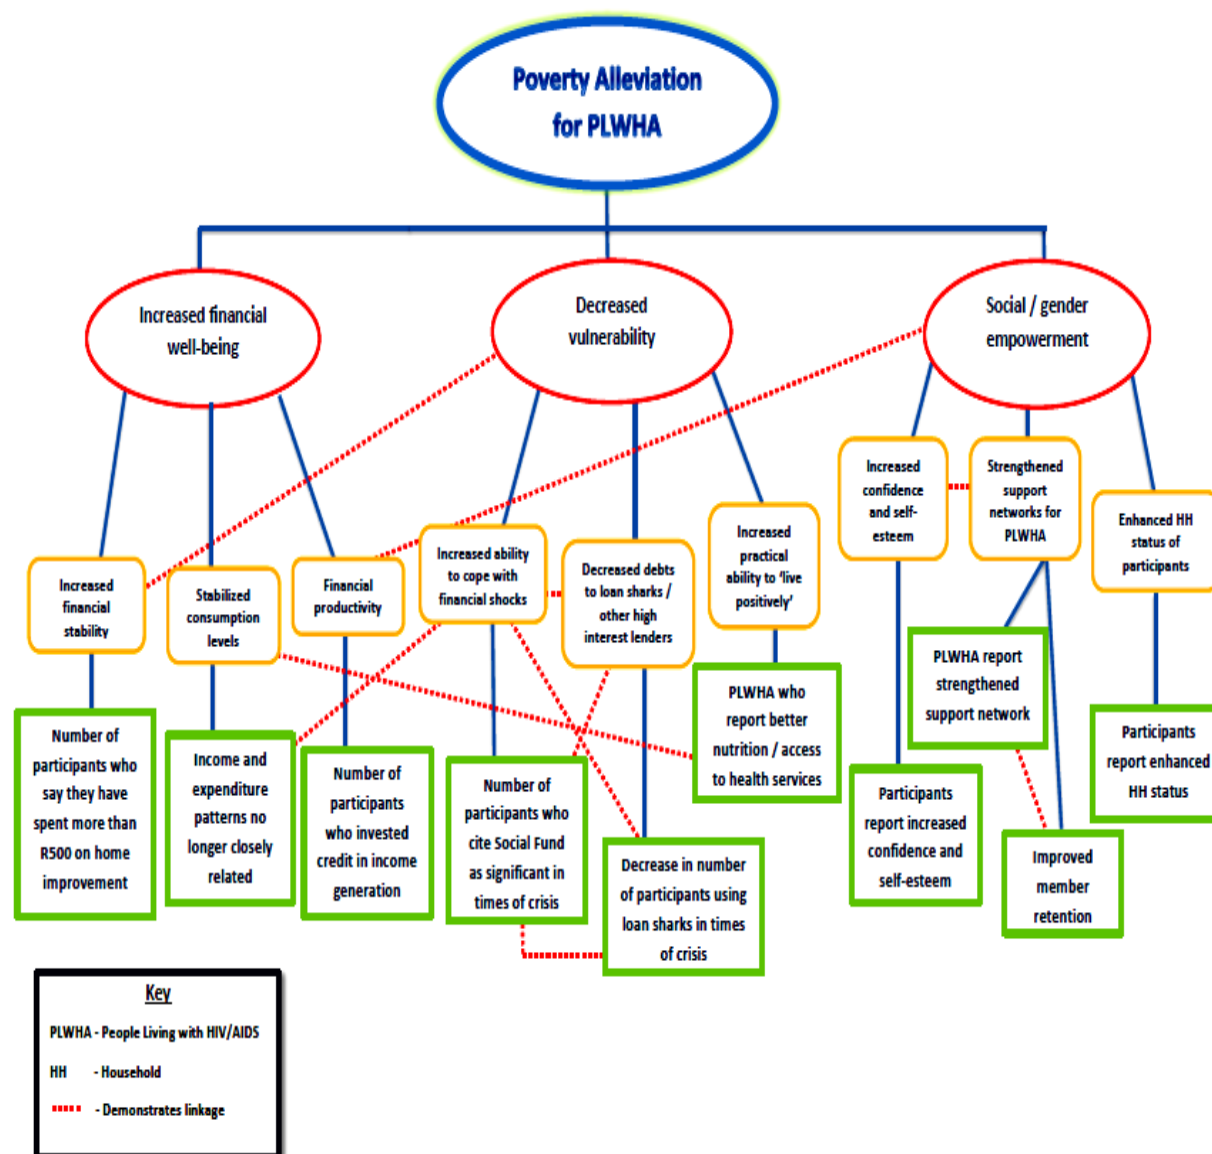 Poverty Alleviation
for PLWHA
Increased financial
well-being
Decreased
vulnerability
Social / gender
empowerment
Increased
financial
stability
Stabilized
consumption
levels
Financial
productivity
Increased ability
to cope with
financial shocks
Decreased debts
to loan sharks /
other high
interest lenders
Increased
practical
ability to ‘live
positively’
Increased
confidence
and self-
esteem
Strengthened
support
networks for
PLWHA
Enhanced HH
status of
participants
Number of
participants who
say they have
spent more than
R500 on home
improvement
Income and
expenditure
patterns no
longer closely
related
Number of
participants
who invested
credit in income
generation
Number of
participants who
cite Social Fund
as significant in
times of crisis
Decrease in number
of participants using
loan sharks in times
of crisis
PLWHA who
report better
nutrition / access
to health services
Participants
report increased
confidence and
self-esteem
PLWHA report
strengthened
support network
Improved
member
retention
Participants
report enhanced
HH status
Key
PLWHA - People Living with HIV/AIDS
HH - Household
- Demonstrates linkage